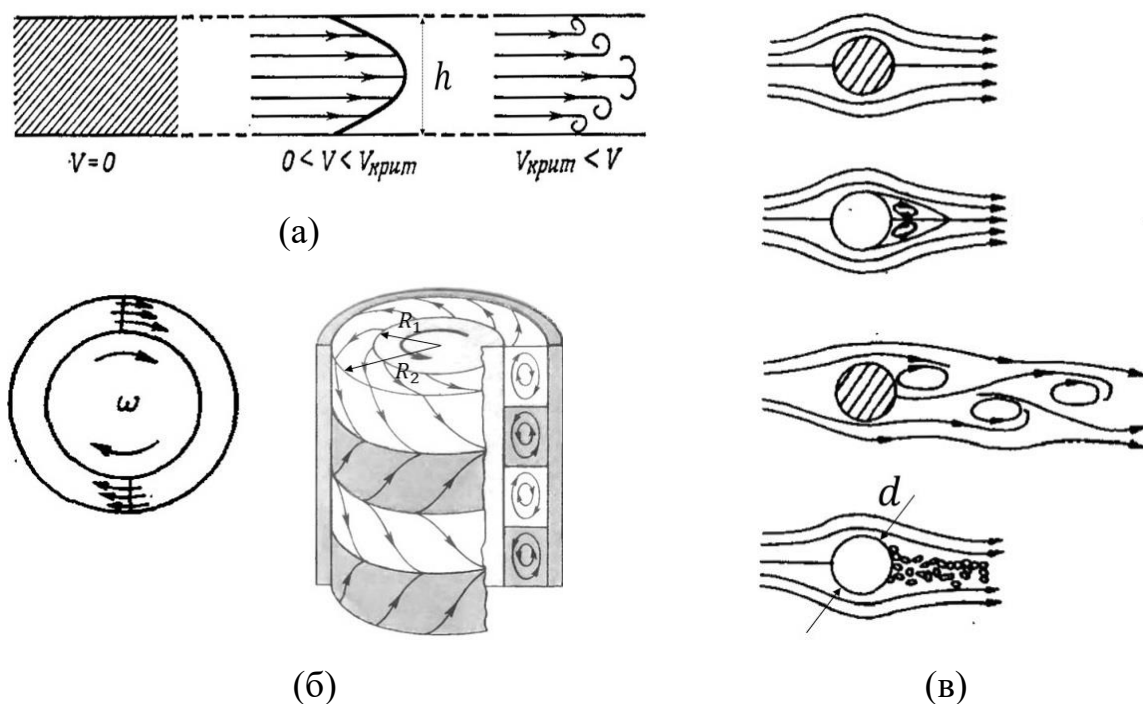 h
V=0
0 < V < Vкрит
Vкрит < V
(а)
R₁
R₂
ω
d
(б)
(в)